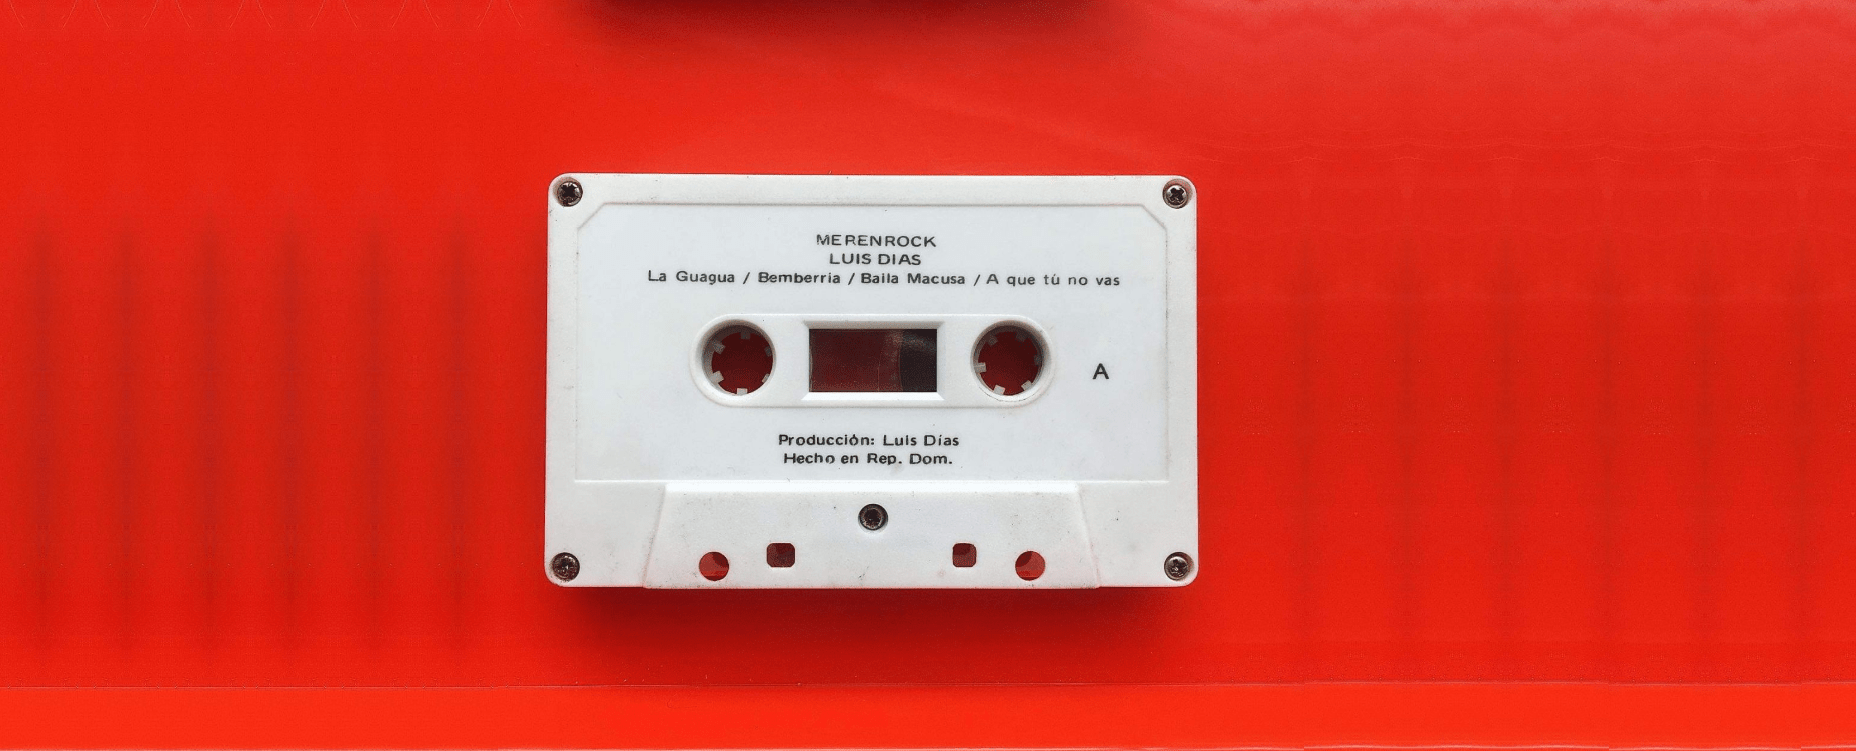 MERENROCK
LUIS DIAS
La Guagua / Bemberria / Baila Macusa / A que tú no vas
A
Producción: Luis Días
Hecho en Rep. Dom.